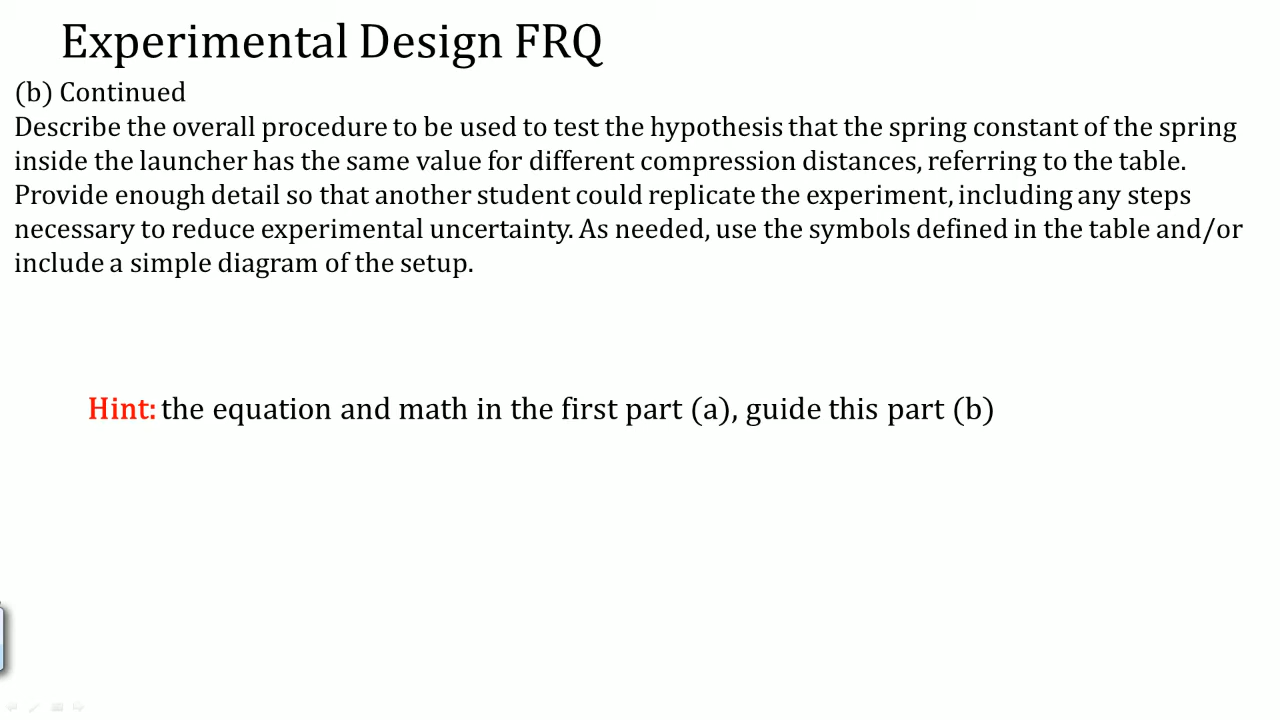 Experimental Design FRQ
(b) Continued
Describe the overall procedure to be used to test the hypothesis that the spring constant of the spring
inside the launcher has the same value for different compression distances, referring to the table.
Provide enough detail so that another student could replicate the experiment, including any steps
necessary to reduce experimental uncertainty. As needed, use the symbols defined in the table and/or
include a simple diagram of the setup.
Hint: the equation and math in the first part (a), guide this part (b)